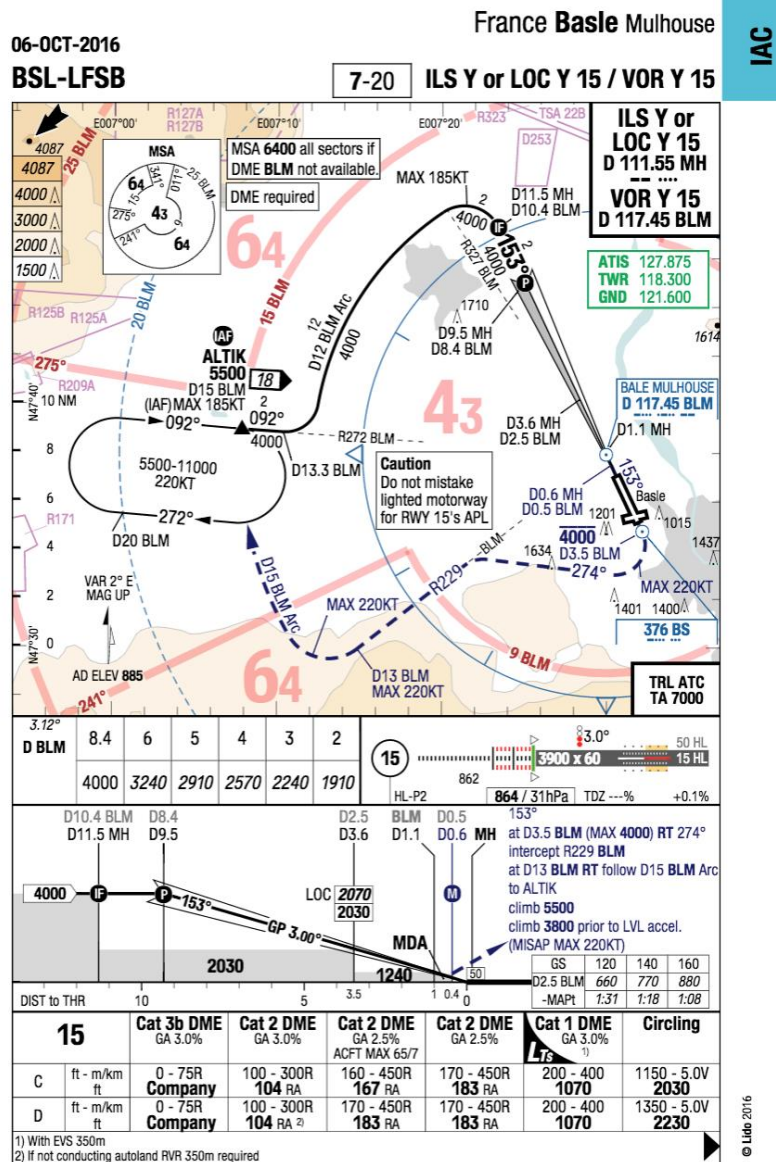 France Basle Mulhouse
IAC
06-OCT-2016
BSL-LFSB
7-20
ILS Y or LOC Y 15 / VOR Y 15
4087
4087
4000
3000
2000
1500
25 BLM
E007°00'
R127A
R127B
E007°10'
E007°20'
R323
TSA 22B
D253
MSA
64
341°
011°
25 BLM
15
275°
43
9
241°
64
MSA 6400 all sectors if
DME BLM not available.
DME required
ILS Y or
LOC Y 15
D 111.55 MH
VOR Y 15
D 117.45 BLM
ATIS 127.875
TWR 118.300
GND 121.600
MAX 185KT
2
4000
IF
D11.5 MH
D10.4 BLM
153°
2
4000
R327 BLM
P
1710
D9.5 MH
D8.4 BLM
64
20 BLM
15 BLM
12
D12 BLM Arc
4000
R125B
R125A
275°
R209A
N47°40'
10 NM
IAF
ALTIK
5500
D15 BLM
18
(IAF)MAX 185KT
2
092°
092°
4000
R272 BLM
D13.3 BLM
43
1614
BALE MULHOUSE
D 117.45 BLM
D3.6 MH
D2.5 BLM
D1.1 MH
8
5500-11000
220KT
272°
D20 BLM
6
R171
4
Caution
Do not mistake
lighted motorway
for RWY 15's APL
153°
D0.6 MH
D0.5 BLM
Basle
1201
1015
4000
D3.5 BLM
1437
1634
274°
BLM
R229
MAX 220KT
1401
1400
376 BS
D15 BLM Arc
MAX 220KT
D13 BLM
MAX 220KT
9 BLM
VAR 2° E
MAG UP
2
N47°30'
0
AD ELEV 885
241°
64
TRL ATC
TA 7000
3.12°
D BLM 8.4 6 5 4 3 2
4000 3240 2910 2570 2240 1910
15
862
HL-P2
3.0°
3900 x 60
50 HL
15 HL
864 / 31hPa
TDZ ---%
+0.1%
D10.4 BLM D8.4 D2.5 BLM D0.5
D11.5 MH D9.5 D3.6 D1.1 D0.6 MH
4000
IF
P
153°
GP 3.00°
LOC 2070
2030
M
MDA
2030
1240
50
DIST to THR 10 5 3.5 1 0.4 0
153°
at D3.5 BLM (MAX 4000) RT 274°
intercept R229 BLM
at D13 BLM RT follow D15 BLM Arc
to ALTIK
climb 5500
climb 3800 prior to LVL accel.
(MISAP MAX 220KT)
GS 120 140 160
D2.5 BLM 660 770 880
-MAPt 1:31 1:18 1:08
15 Cat 3b DME Cat 2 DME Cat 2 DME Cat 2 DME Cat 1 DME Circling
GA 3.0% GA 3.0% GA 2.5% GA 2.5% GA 3.0%
ACFT MAX 65/7 LTs 1)
C ft - m/km 0 - 75R 100 - 300R 160 - 450R 170 - 450R 200 - 400 1150 - 5.0V
ft Company 104 RA 167 RA 183 RA 1070 2030
D ft - m/km 0 - 75R 100 - 300R 170 - 450R 170 - 450R 200 - 400 1350 - 5.0V
ft Company 104 RA 2) 183 RA 183 RA 1070 2230
1) With EVS 350m
2) If not conducting autoland RVR 350m required
© Lido 2016